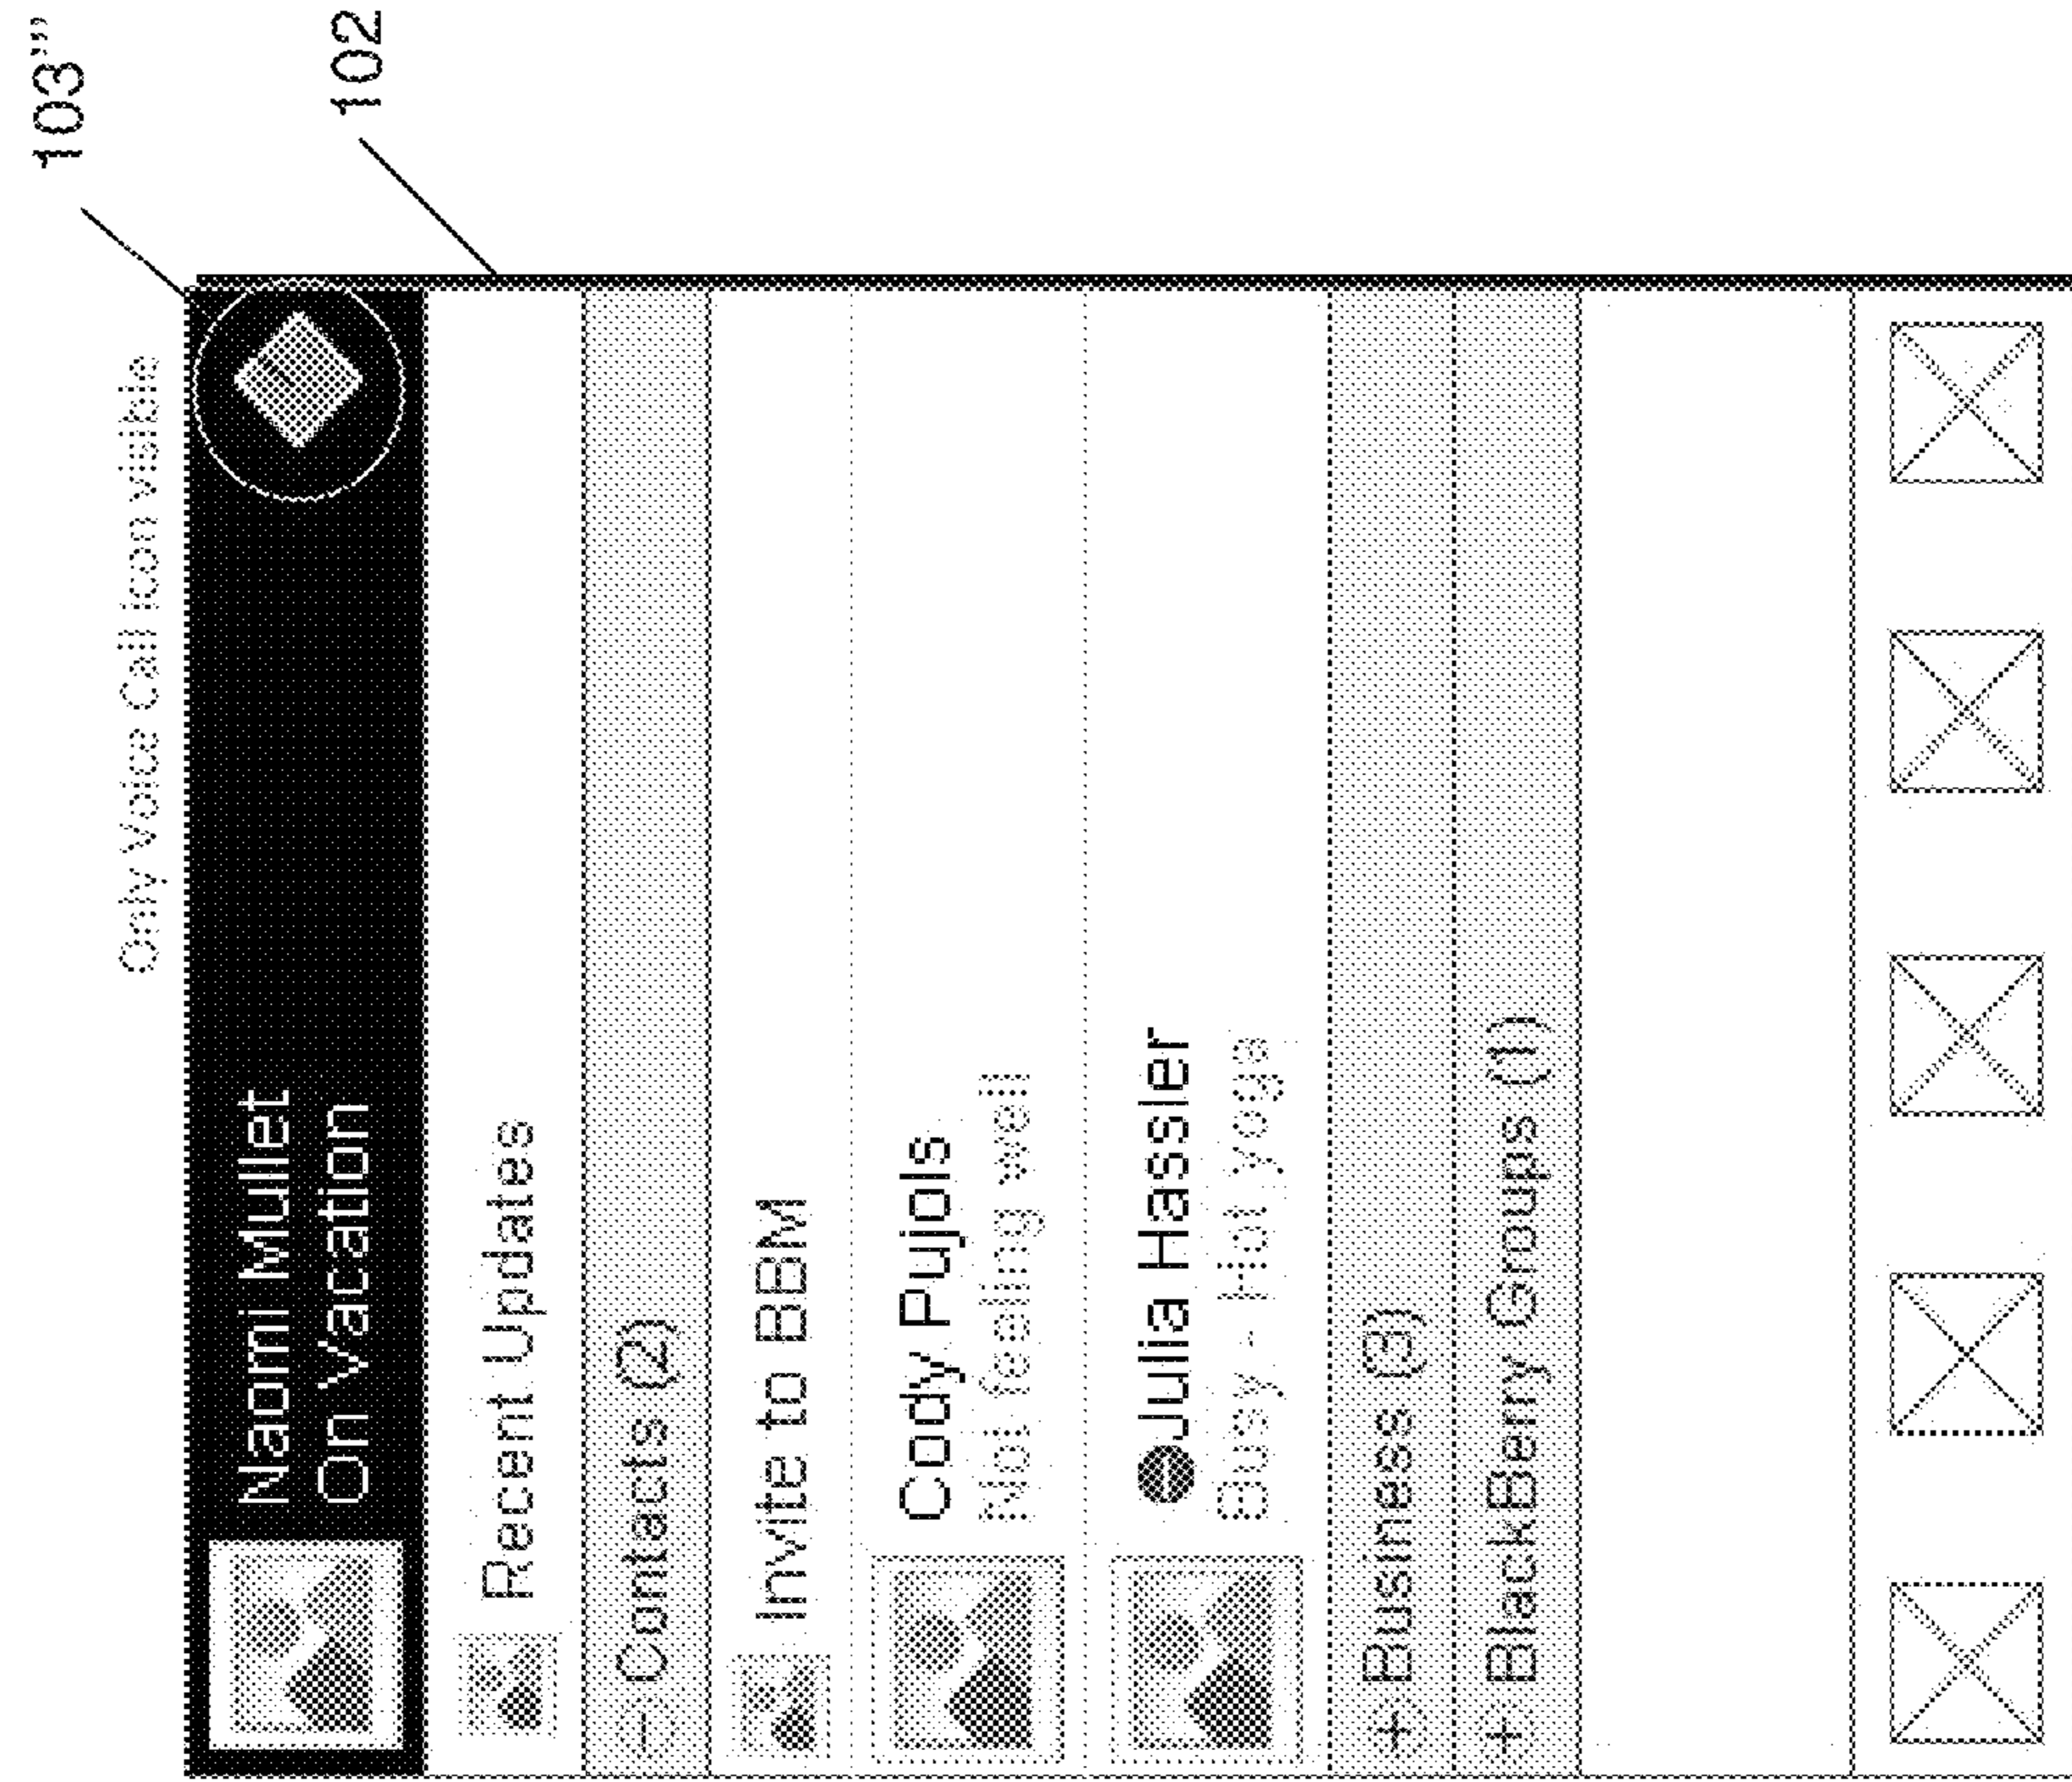 103”
102
Only Voice Call icon visible
Naomi Mullet
On Vacation
Recent Updates
(-) Contacts (2)
Invite to BBM
Cody Pujols
Not feeling well
Julia Hassler
Busy - Hot yoga
(+) Business (3)
+ BlackBerry Groups (1)